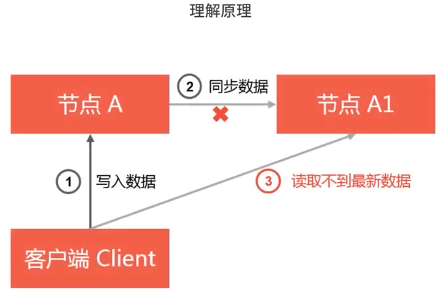 理解原理
② 同步数据
节点 A
节点 A1
① 写入数据
③ 读取不到最新数据
客户端 Client